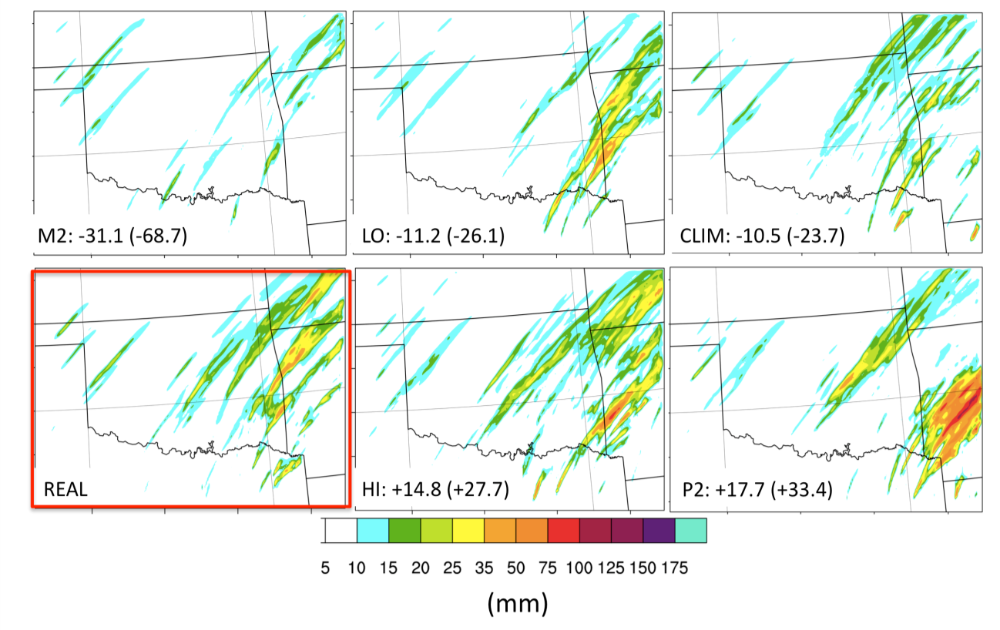 M2: -31.1 (-68.7)
LO: -11.2 (-26.1)
CLIM: -10.5 (-23.7)
REAL
HI: +14.8 (+27.7)
P2: +17.7 (+33.4)
5 10 15 20 25 35 50 75 100 125 150 175
(mm)